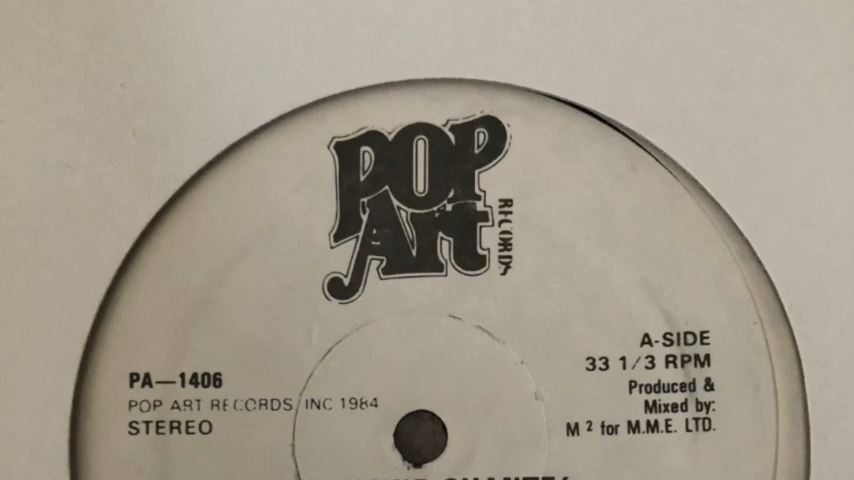 POP
Art
RECORDS
PA—1406
POP ART RECORDS, INC 1984
STEREO
A-SIDE
33 1/3 RPM
Produced &
Mixed by:
M 2 for M.M.E. LTD.